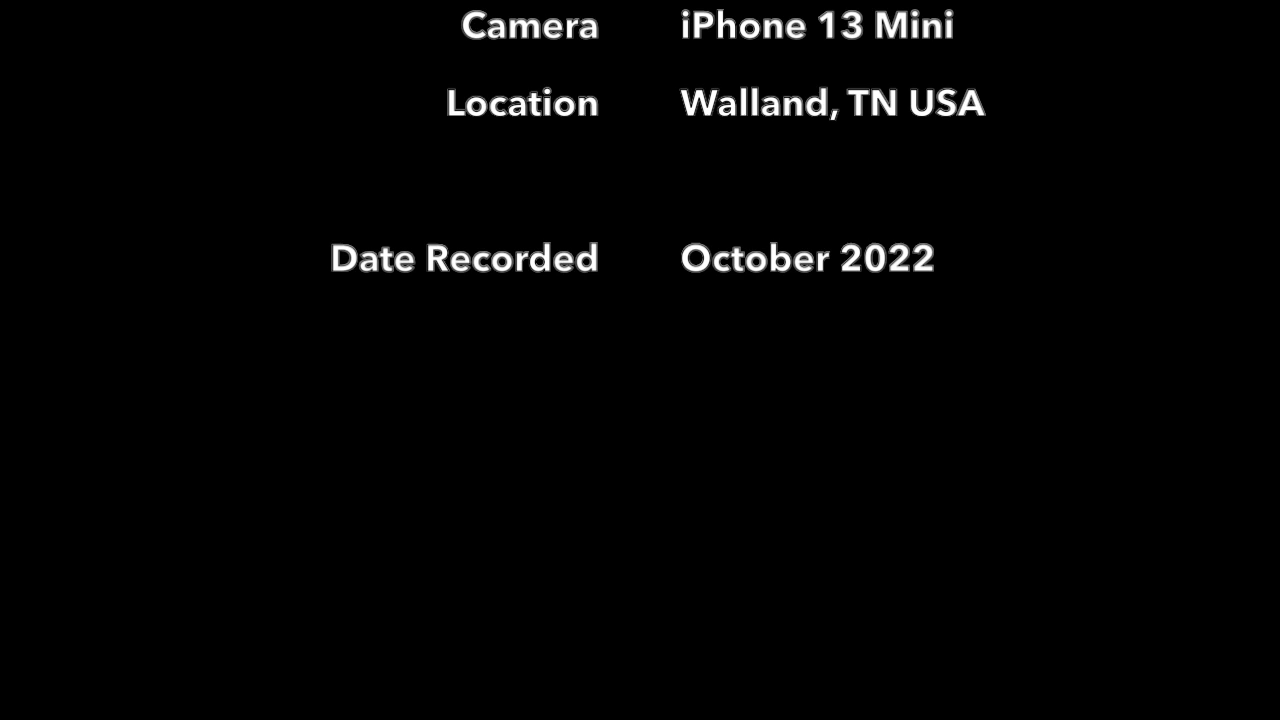 Camera iPhone 13 Mini
Location Walland, TN USA
Date Recorded October 2022